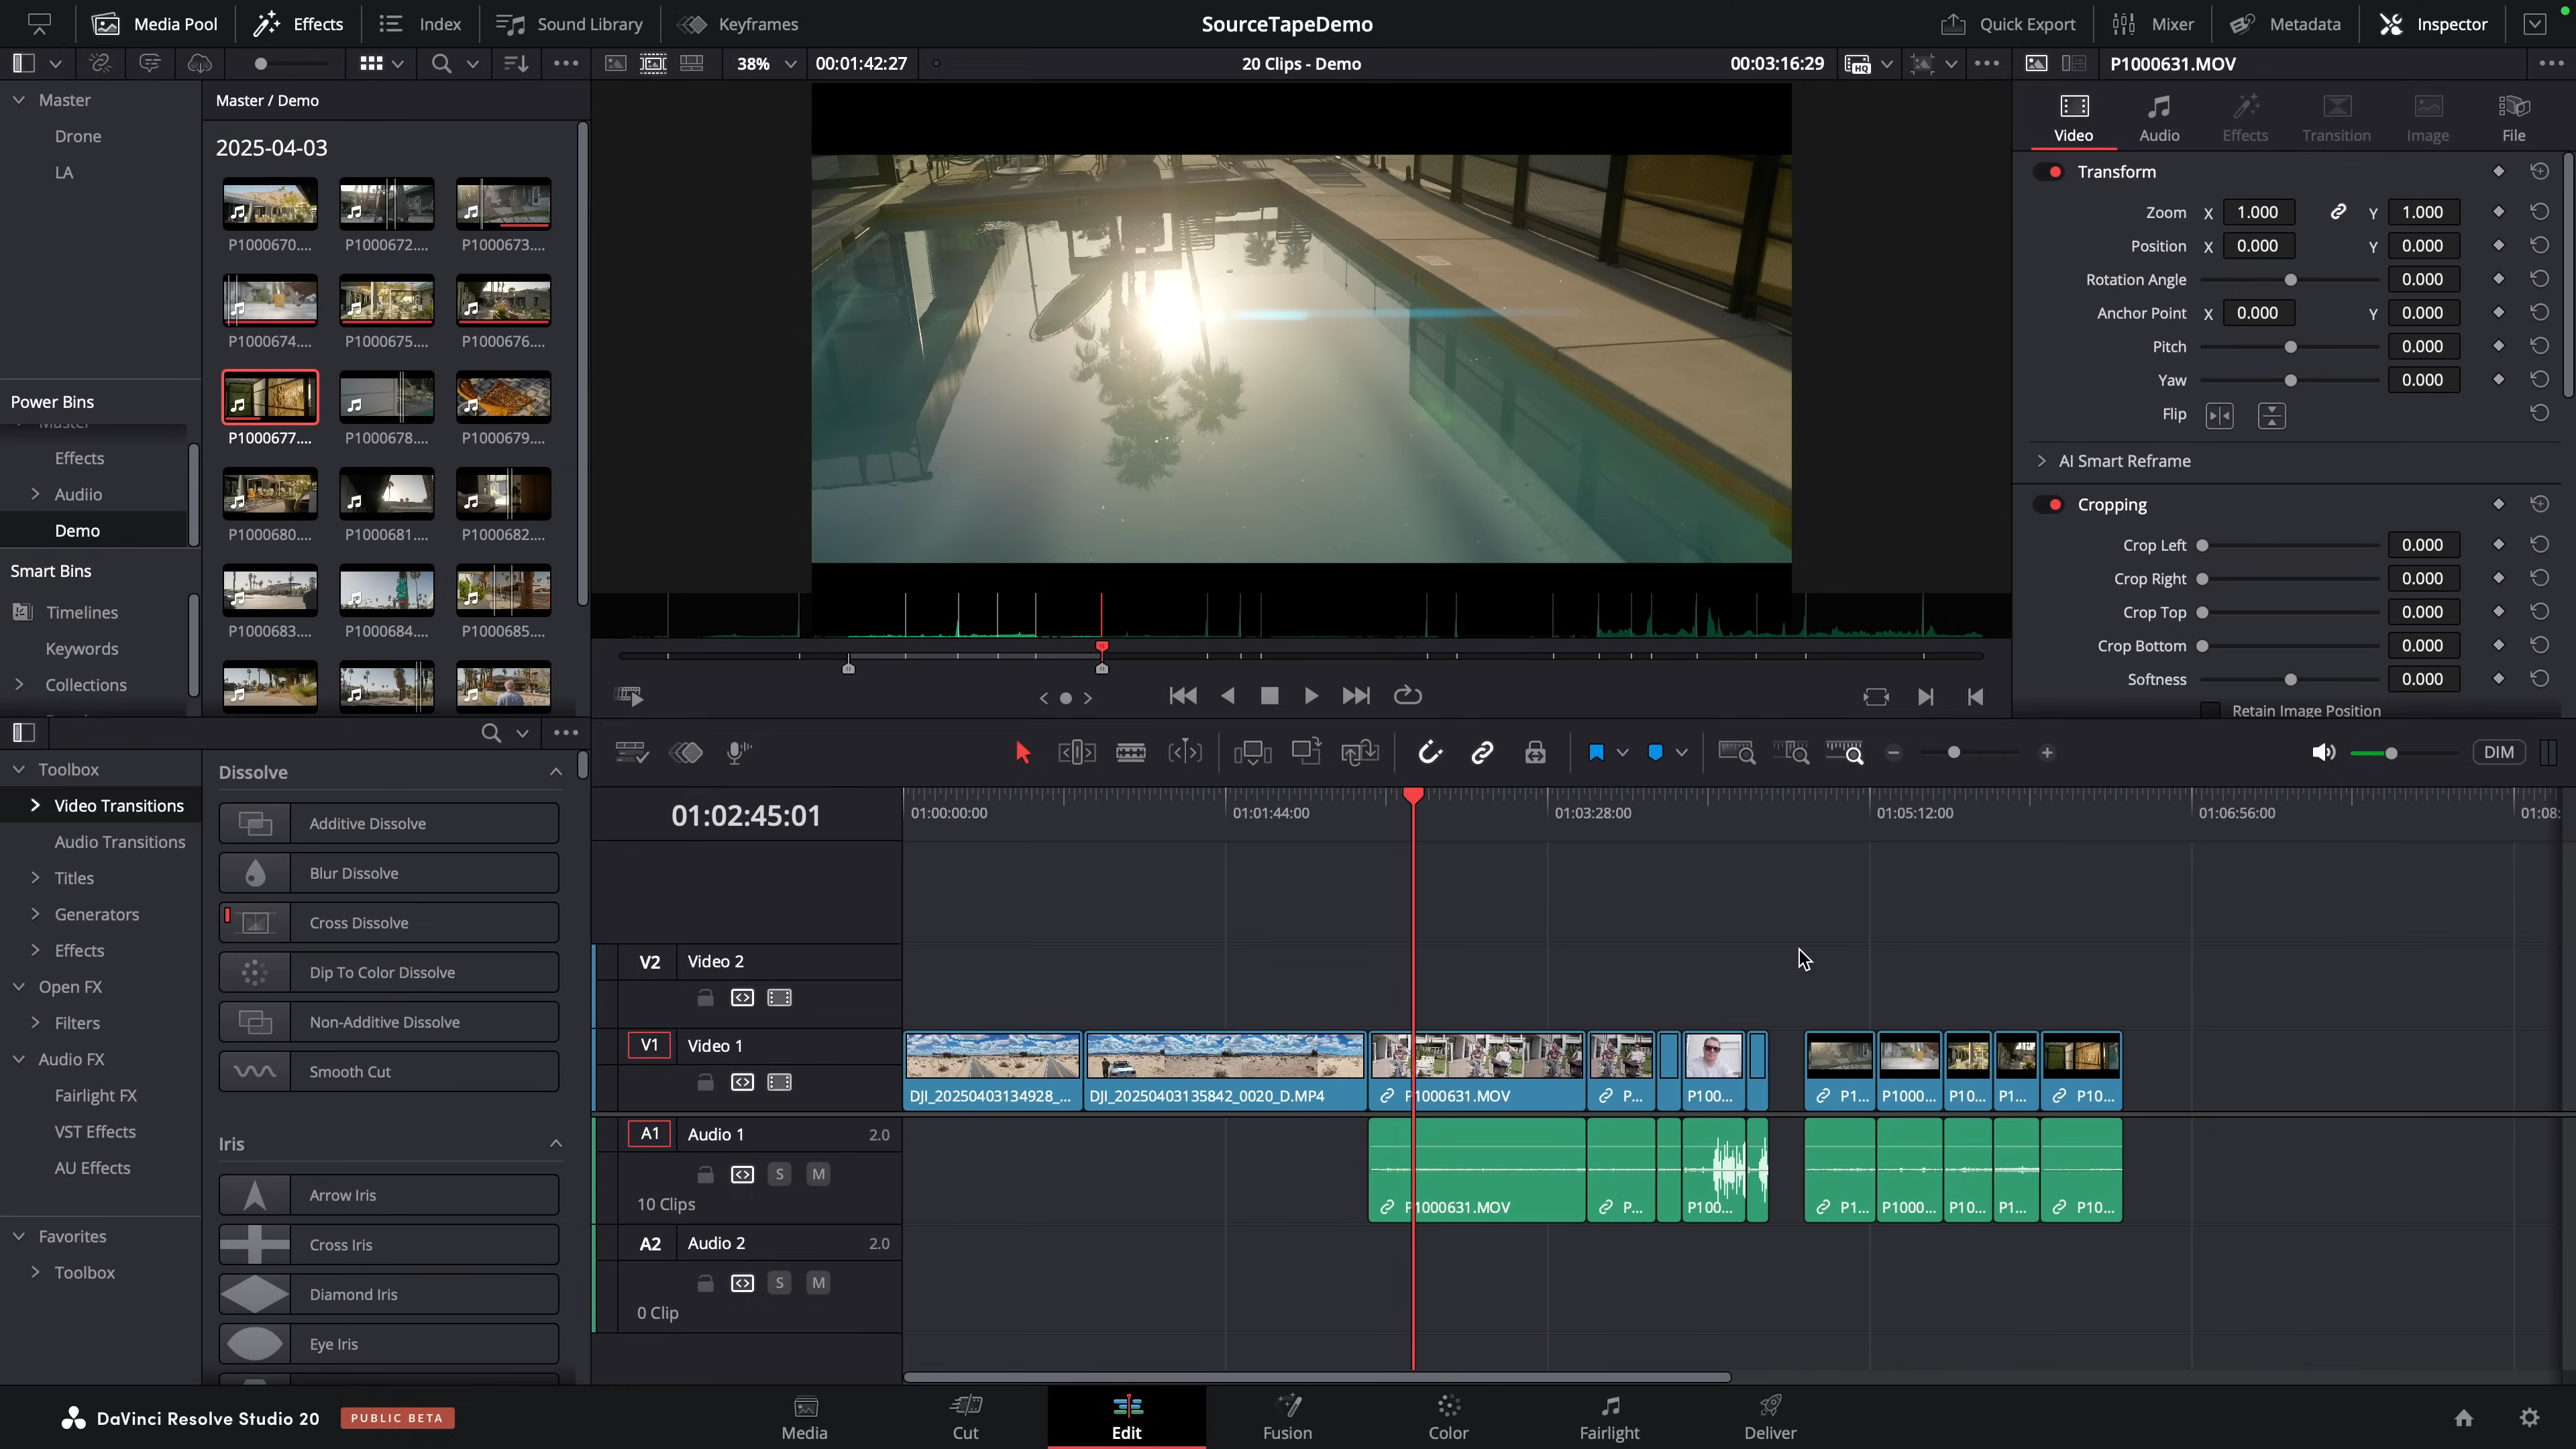 Media Pool
Effects
Index
Sound Library
Keyframes
SourceTapeDemo
Quick Export
Mixer
Metadata
Inspector
38%
00:01:42:27
20 Clips - Demo
00:03:16:29
HQ
P1000631.MOV
Master
Drone
LA
Power Bins
Effects
Audiio
Demo
Smart Bins
Timelines
Keywords
Collections
Master / Demo
2025-04-03
P1000670....
P1000672....
P1000673....
P1000674....
P1000675....
P1000676....
P1000677....
P1000678....
P1000679....
P1000680....
P1000681....
P1000682....
P1000683....
P1000684....
P1000685....
Video
Audio
Effects
Transition
Image
File
Transform
Zoom X 1.000 Y 1.000
Position X 0.000 Y 0.000
Rotation Angle 0.000
Anchor Point X 0.000 Y 0.000
Pitch 0.000
Yaw 0.000
Flip
AI Smart Reframe
Cropping
Crop Left 0.000
Crop Right 0.000
Crop Top 0.000
Crop Bottom 0.000
Softness 0.000
Retain Image Position
Toolbox
Video Transitions
Audio Transitions
Titles
Generators
Effects
Open FX
Filters
Audio FX
Fairlight FX
VST Effects
AU Effects
Favorites
Toolbox
Dissolve
Additive Dissolve
Blur Dissolve
Cross Dissolve
Dip To Color Dissolve
Non-Additive Dissolve
Smooth Cut
Iris
Arrow Iris
Cross Iris
Diamond Iris
Eye Iris
DIM
01:02:45:01
01:00:00:00
01:01:44:00
01:03:28:00
01:05:12:00
01:06:56:00
01:08:
V2 Video 2
V1 Video 1
DJI_20250403134928_...
DJI_20250403135842_0020_D.MP4
P1000631.MOV
P...
P100...
P1...
P1000...
P10...
P1...
P10...
A1 Audio 1 2.0
S M
10 Clips
P1000631.MOV
P...
P100...
P1...
P1000...
P10...
P1...
P10...
A2 Audio 2 2.0
S M
0 Clip
DaVinci Resolve Studio 20
PUBLIC BETA
Media
Cut
Edit
Fusion
Color
Fairlight
Deliver